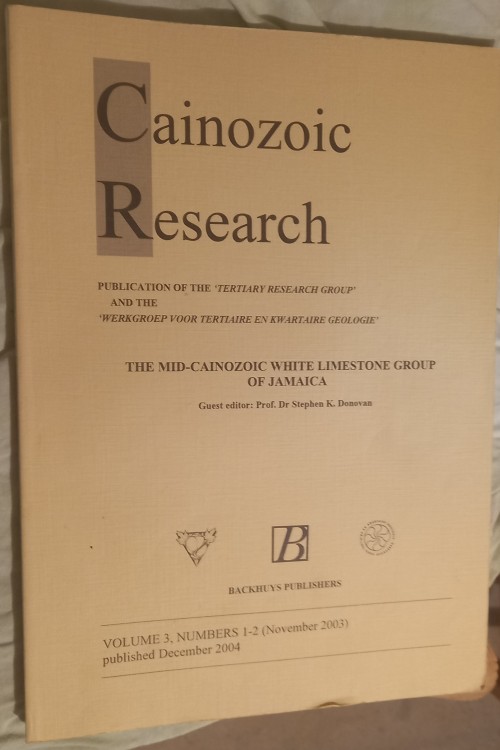 Cainozoic
Research
PUBLICATION OF THE 'TERTIARY RESEARCH GROUP'
AND THE
'WERKGROEP VOOR TERTIAIRE EN KWARTAIRE GEOLOGIE'
THE MID-CAINOZOIC WHITE LIMESTONE GROUP
OF JAMAICA
Guest editor: Prof. Dr Stephen K. Donovan
B
BACKHUYS PUBLISHERS
VOLUME 3, NUMBERS 1-2 (November 2003)
published December 2004